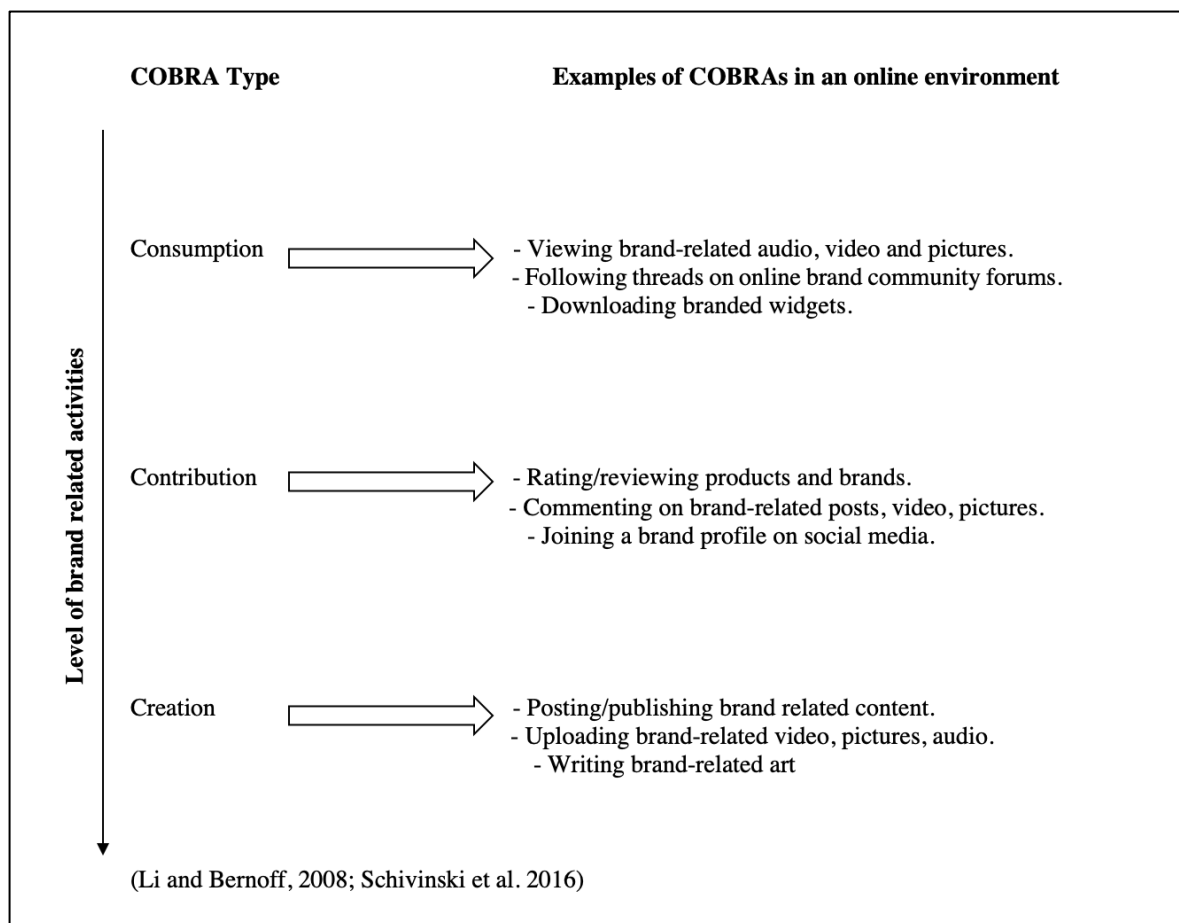 COBRA Type
Examples of COBRAs in an online environment
Level of brand related activities
Consumption
- Viewing brand-related audio, video and pictures.
- Following threads on online brand community forums.
- Downloading branded widgets.
Contribution
- Rating/reviewing products and brands.
- Commenting on brand-related posts, video, pictures.
- Joining a brand profile on social media.
Creation
- Posting/publishing brand related content.
- Uploading brand-related video, pictures, audio.
- Writing brand-related art
(Li and Bernoff, 2008; Schivinski et al. 2016)